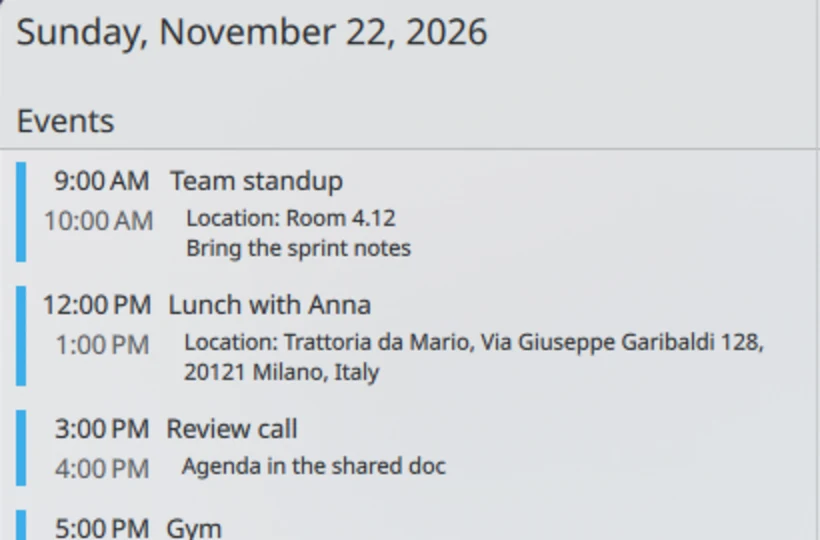 Sunday, November 22, 2026
Events
9:00 AM Team standup
10:00 AM Location: Room 4.12
Bring the sprint notes
12:00 PM Lunch with Anna
1:00 PM Location: Trattoria da Mario, Via Giuseppe Garibaldi 128,
20121 Milano, Italy
3:00 PM Review call
4:00 PM Agenda in the shared doc
5:00 PM Gym